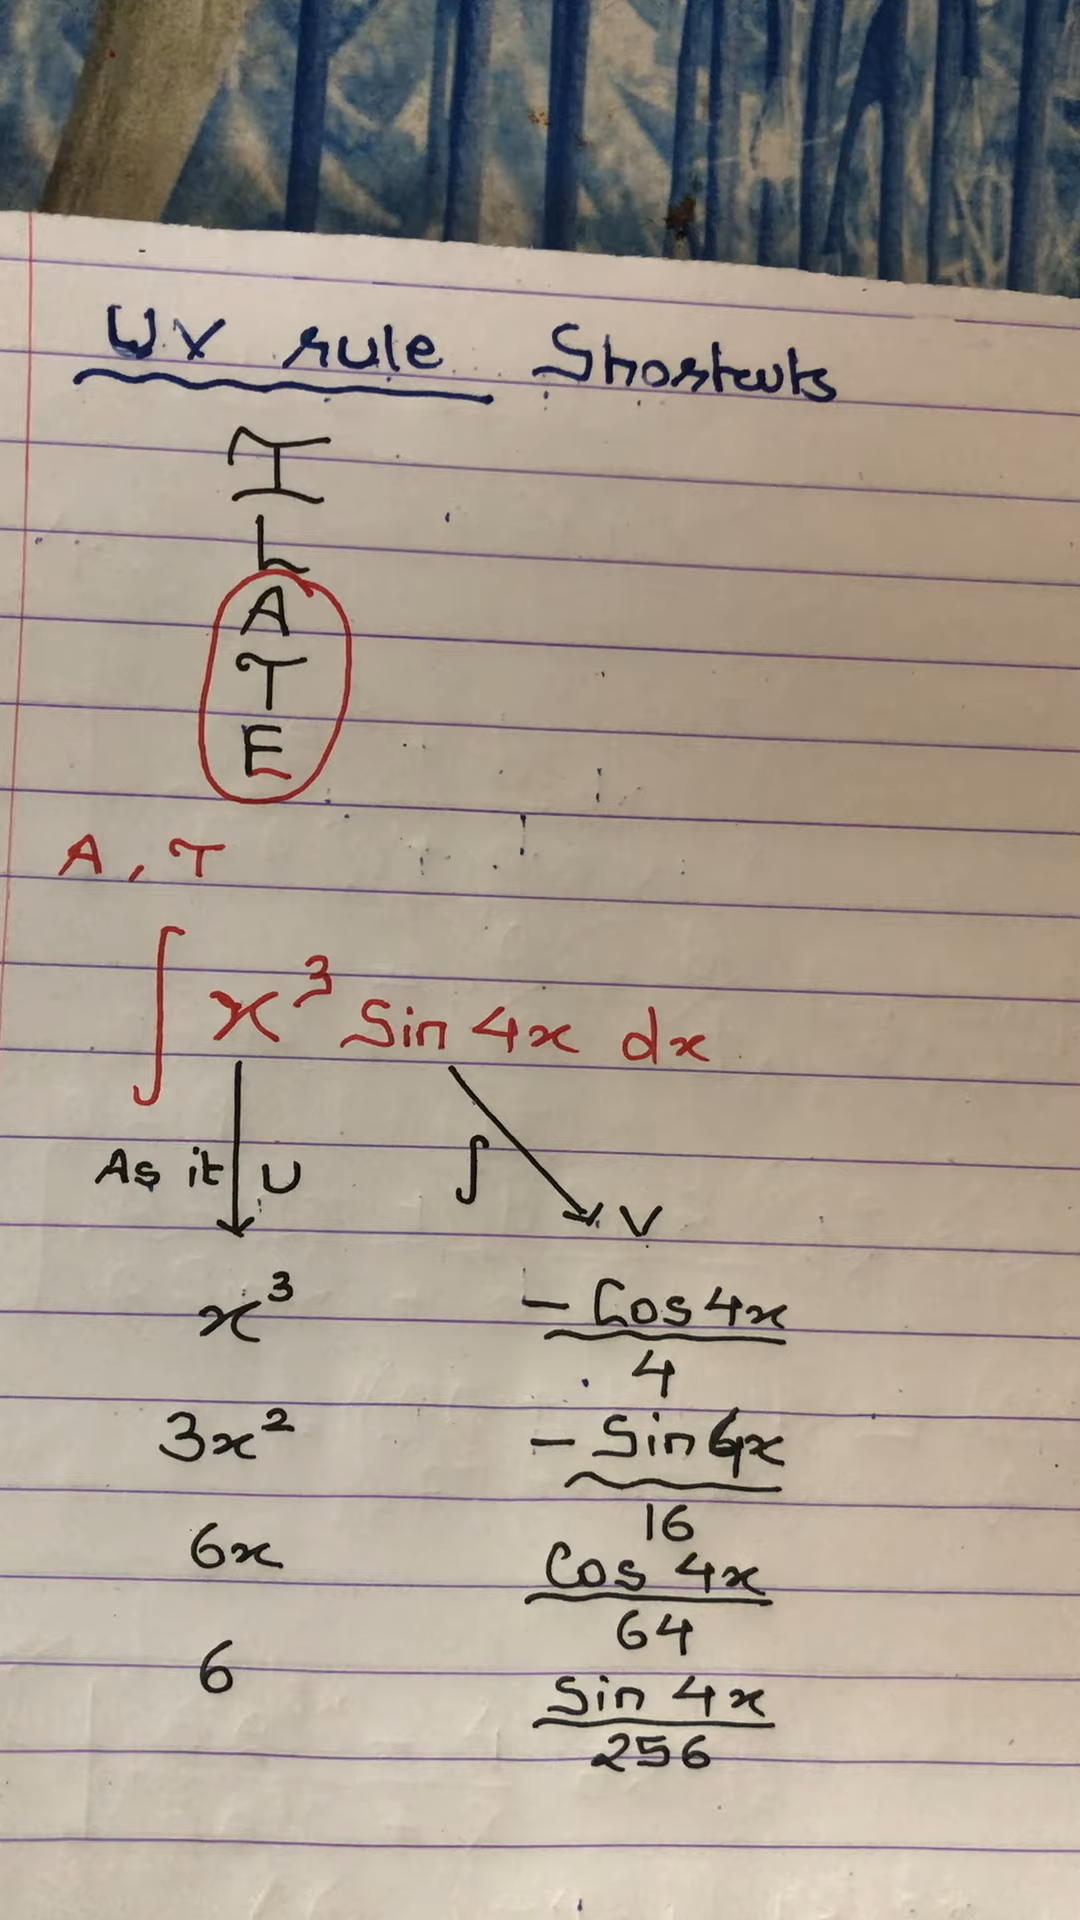 UV rule Shortcuts
I
L
A
T
E
A, T
∫ x³ Sin 4x dx
As it U ∫ V
x³ - Cos 4x / 4
3x² - Sin 4x / 16
6x Cos 4x / 64
6 Sin 4x / 256